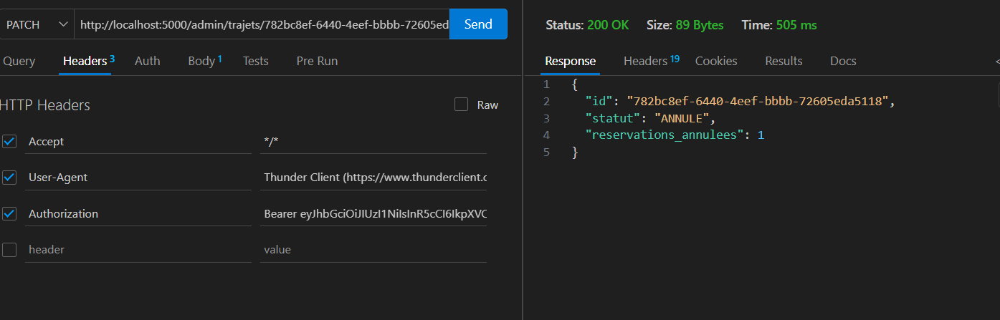 PATCH http://localhost:5000/admin/trajets/782bc8ef-6440-4eef-bbbb-72605ed Send
Query Headers 3 Auth Body 1 Tests Pre Run
HTTP Headers Raw
Accept */*
User-Agent Thunder Client (https://www.thunderclient.c
Authorization Bearer eyJhbGciOiJIUzI1NiIsInR5cCI6IkpXVC
header value
Status: 200 OK Size: 89 Bytes Time: 505 ms
Response Headers 19 Cookies Results Docs <
1 {
2 "id": "782bc8ef-6440-4eef-bbbb-72605eda5118",
3 "statut": "ANNULE",
4 "reservations_annulees": 1
5 }